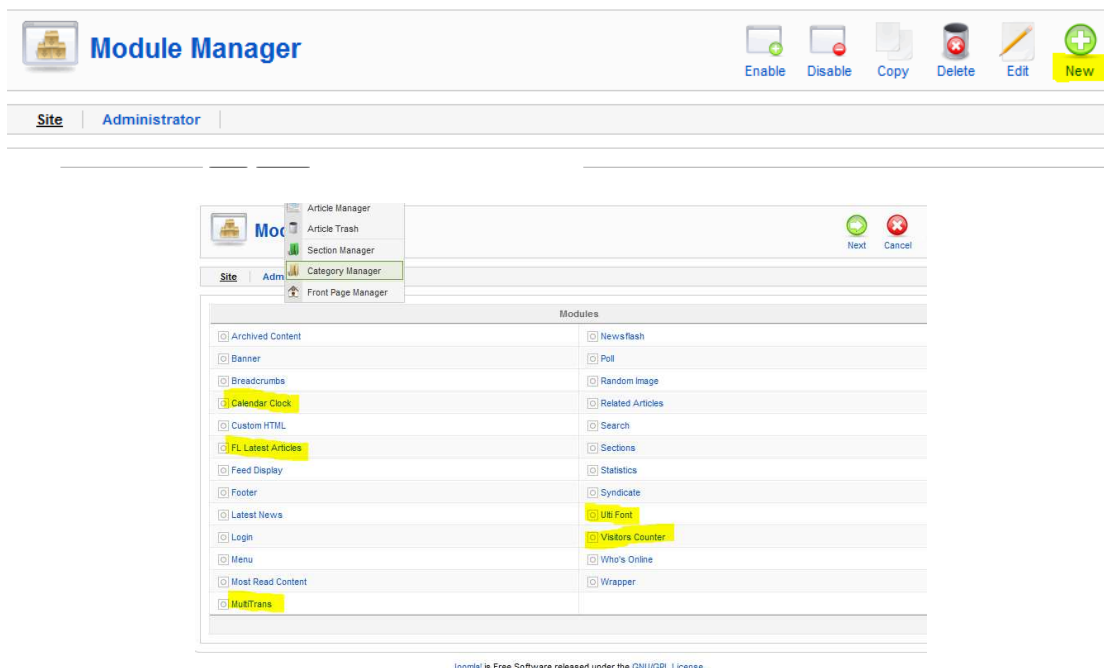 Module Manager
Enable Disable Copy Delete Edit New
Site Administrator
Article Manager
Article Trash
Section Manager
Category Manager
Front Page Manager
Mod
Next Cancel
Site Adm
Modules
Archived Content Newsflash
Banner Poll
Breadcrumbs Random Image
Calendar Clock Related Articles
Custom HTML Search
FL Latest Articles Sections
Feed Display Statistics
Footer Syndicate
Latest News Ulti Font
Login Visitors Counter
Menu Who's Online
Most Read Content Wrapper
MultiTrans
Joomla! is Free Software released under the GNU/GPL License.